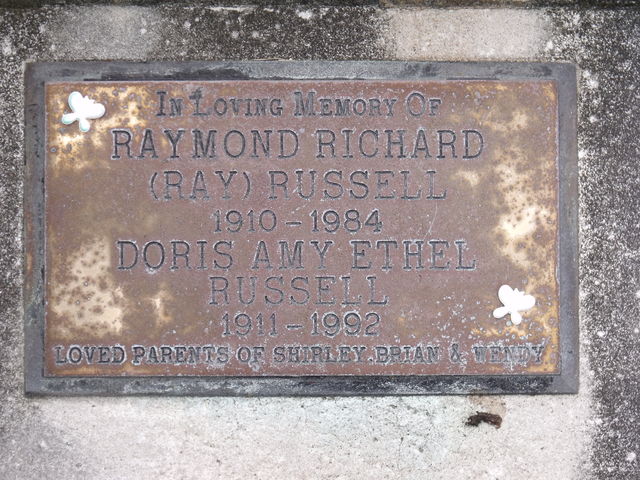 In Loving Memory Of
RAYMOND RICHARD
(RAY) RUSSELL
1910 - 1984
DORIS AMY ETHEL
RUSSELL
1911 - 1992
LOVED PARENTS OF SHIRLEY, BRIAN & WENDY